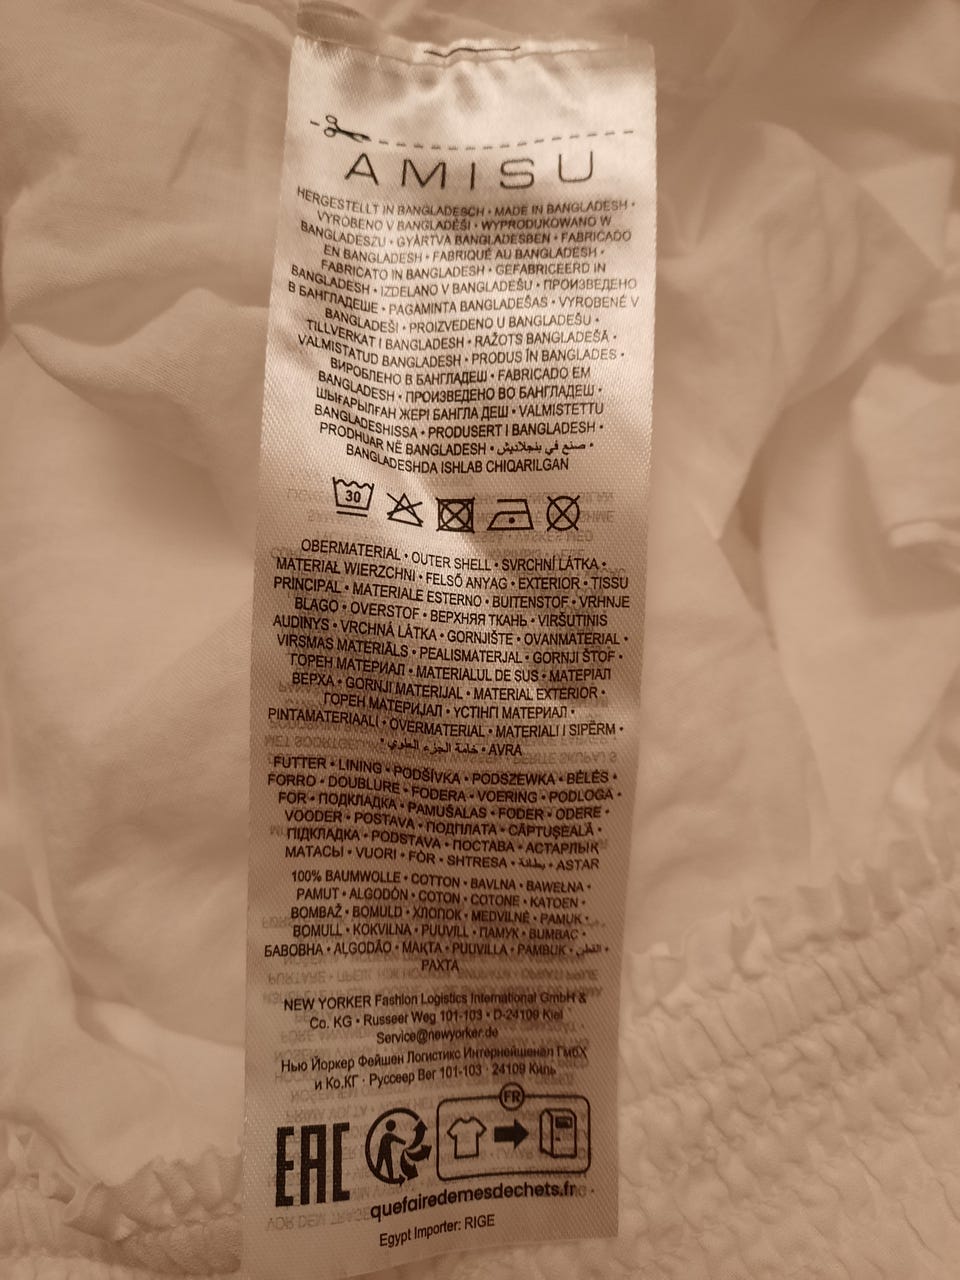 AMISU
HERGESTELLT IN BANGLADESCH • MADE IN BANGLADESH •
VYROBENO V BANGLADÉŠI • WYPRODUKOWANO W
BANGLADESZU • GYÁRTVA BANGLADESBEN • FABRICADO
EN BANGLADESH • FABRIQUÉ AU BANGLADESH •
FABRICATO IN BANGLADESH • GEFABRICEERD IN
BANGLADESH • IZDELANO V BANGLADEŠU • ПРОИЗВЕДЕНО
В БАНГЛАДЕШЕ • PAGAMINTA BANGLADEŠAS • VYROBENÉ V
BANGLADEŠI • PROIZVEDENO U BANGLADEŠU •
TILLVERKAT I BANGLADESH • RAŽOTS BANGLADEŠĀ •
VALMISTATUD BANGLADESH • PRODUS ÎN BANGLADES •
ВИРОБЛЕНО В БАНГЛАДЕШ • FABRICADO EM
BANGLADESH • ПРОИЗВЕДЕНО ВО БАНГЛАДЕШ •
ШЫҒАРЫЛҒАН ЖЕРІ БАНГЛА ДЕШ • VALMISTETTU
BANGLADESHISSA • PRODUSERT I BANGLADESH •
PRODHUAR NË BANGLADESH • صنع في بنجلاديش •
BANGLADESHDA ISHLAB CHIQARILGAN
30
OBERMATERIAL • OUTER SHELL • SVRCHNÍ LÁTKA •
MATERIAŁ WIERZCHNI • FELSŐ ANYAG • EXTERIOR • TISSU
PRINCIPAL • MATERIALE ESTERNO • BUITENSTOF • VRHNJE
BLAGO • OVERSTOF • ВЕРХНЯЯ ТКАНЬ • VIRŠUTINIS
AUDINYS • VRCHNÁ LÁTKA • GORNJIŠTE • OVANMATERIAL •
VIRSMAS MATERIĀLS • PEALISMATERJAL • GORNJI ŠTOF •
ГОРЕН МАТЕРИАЛ • MATERIALUL DE SUS • МАТЕРІАЛ
ВЕРХА • GORNJI MATERIJAL • MATERIAL EXTERIOR •
ГОРЕН МАТЕРИЈАЛ • ҮСТІНГІ МАТЕРИАЛ •
PINTAMATERIAALI • OVERMATERIAL • MATERIALI I SIPËRM •
خامة الجزء العلوي • AVRA
FUTTER • LINING • PODŠÍVKA • PODSZEWKA • BÉLÉS •
FORRO • DOUBLURE • FODERA • VOERING • PODLOGA •
FOR • ПОДКЛАДКА • PAMUŠALAS • FODER • ODERE •
VOODER • POSTAVA • ПОДПЛАТА • CĂPTUȘEALĂ •
ПІДКЛАДКА • PODSTAVA • ПОСТАВА • АСТАРЛЫК
МАТАСЫ • VUORI • FÔR • SHTRESA • بطانة • ASTAR
100% BAUMWOLLE • COTTON • BAVLNA • BAWEŁNA •
PAMUT • ALGODÓN • COTON • COTONE • KATOEN •
BOMBAŽ • BOMULD • ХЛОПОК • MEDVILNĖ • PAMUK •
BOMULL • KOKVILNA • PUUVILL • ПАМУК • BUMBAC •
БАВОВНА • ALGODÃO • МАКТА • PUUVILLA • PAMBUK • القطن •
PAXTA
NEW YORKER Fashion Logistics International GmbH &
Co. KG • Russeer Weg 101-103 • D-24109 Kiel
Service@newyorker.de
Нью Йоркер Фейшен Логистикс Интернейшенал ГмбХ
и Ко.КГ · Руссеер Вег 101-103 · 24109 Киль
FR
EAC
quefairedemesdechets.fr
Egypt Importer: RIGE